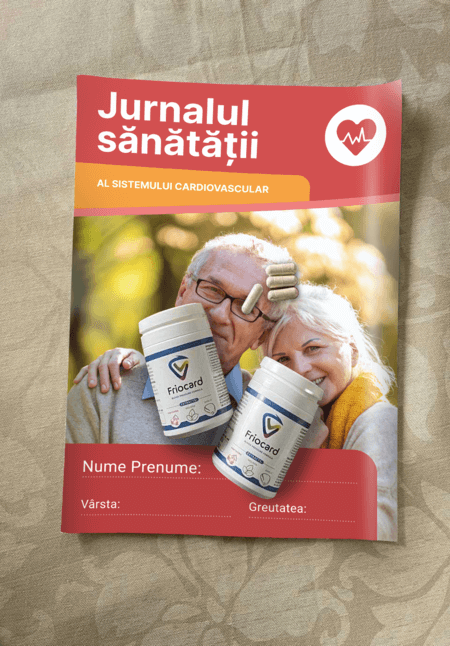 Jurnalul
sănătății
AL SISTEMULUI CARDIOVASCULAR
Friocard
Friocard
Nume Prenume:
Vârsta:
Greutatea: